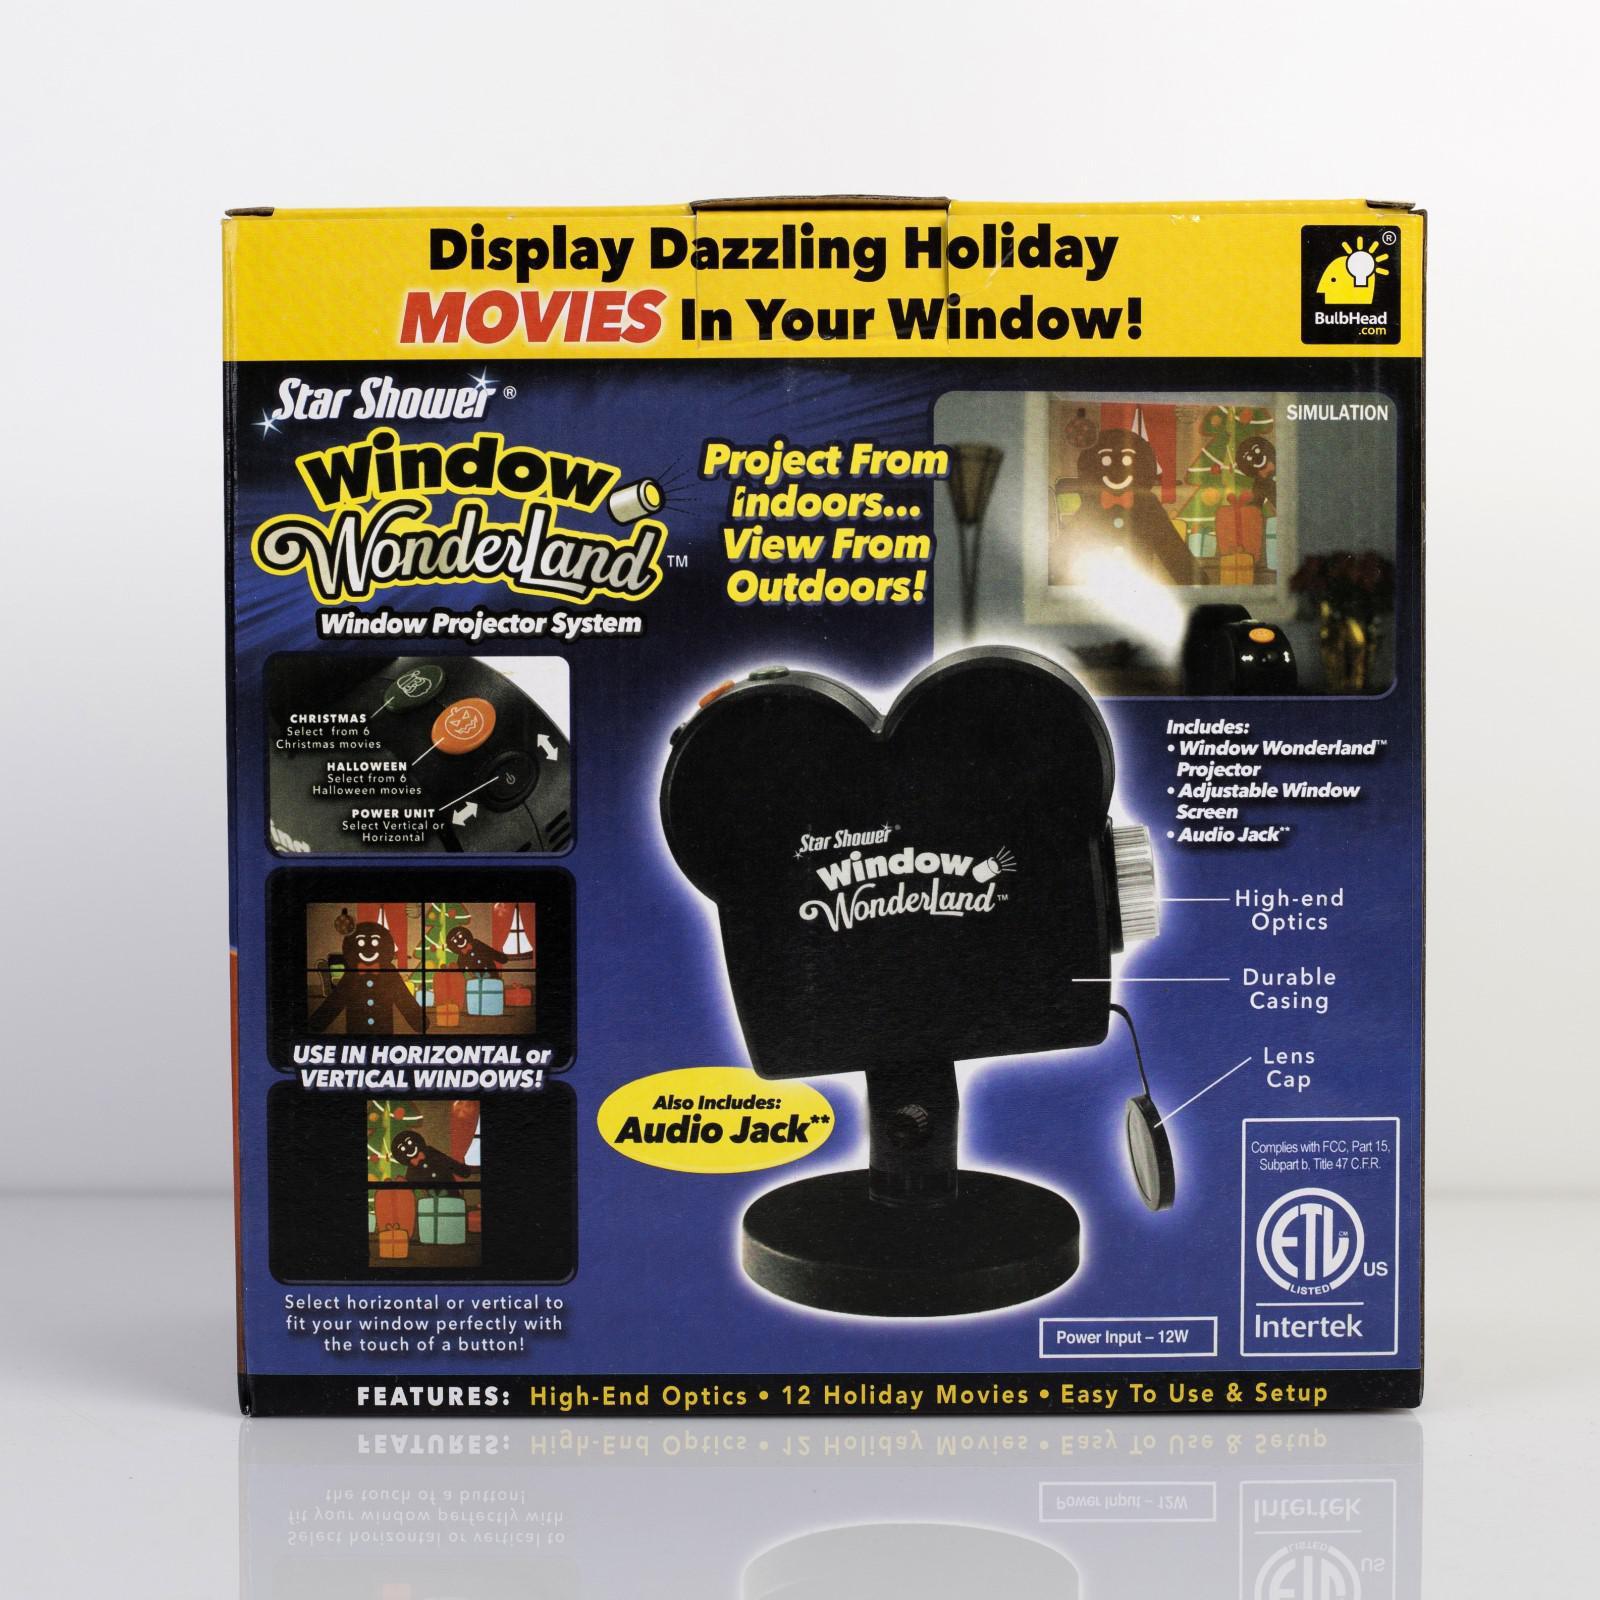 Display Dazzling Holiday
MOVIES In Your Window!
BulbHead®
.com
Star Shower®
Window
Wonderland™
Window Projector System
Project From
Indoors...
View From
Outdoors!
SIMULATION
CHRISTMAS
Select from 6
Christmas movies
HALLOWEEN
Select from 6
Halloween movies
POWER UNIT
Select Vertical or
Horizontal
Includes:
• Window Wonderland™
Projector
• Adjustable Window
Screen
• Audio Jack**
Star Shower®
Window
Wonderland™
High-end
Optics
Durable
Casing
Lens
Cap
USE IN HORIZONTAL or
VERTICAL WINDOWS!
Also Includes:
Audio Jack**
Select horizontal or vertical to
fit your window perfectly with
the touch of a button!
Complies with FCC, Part 15,
Subpart b, Title 47 C.F.R.
ETL CM
LISTED
US
Intertek
Power Input – 12W
FEATURES: High-End Optics • 12 Holiday Movies • Easy To Use & Setup